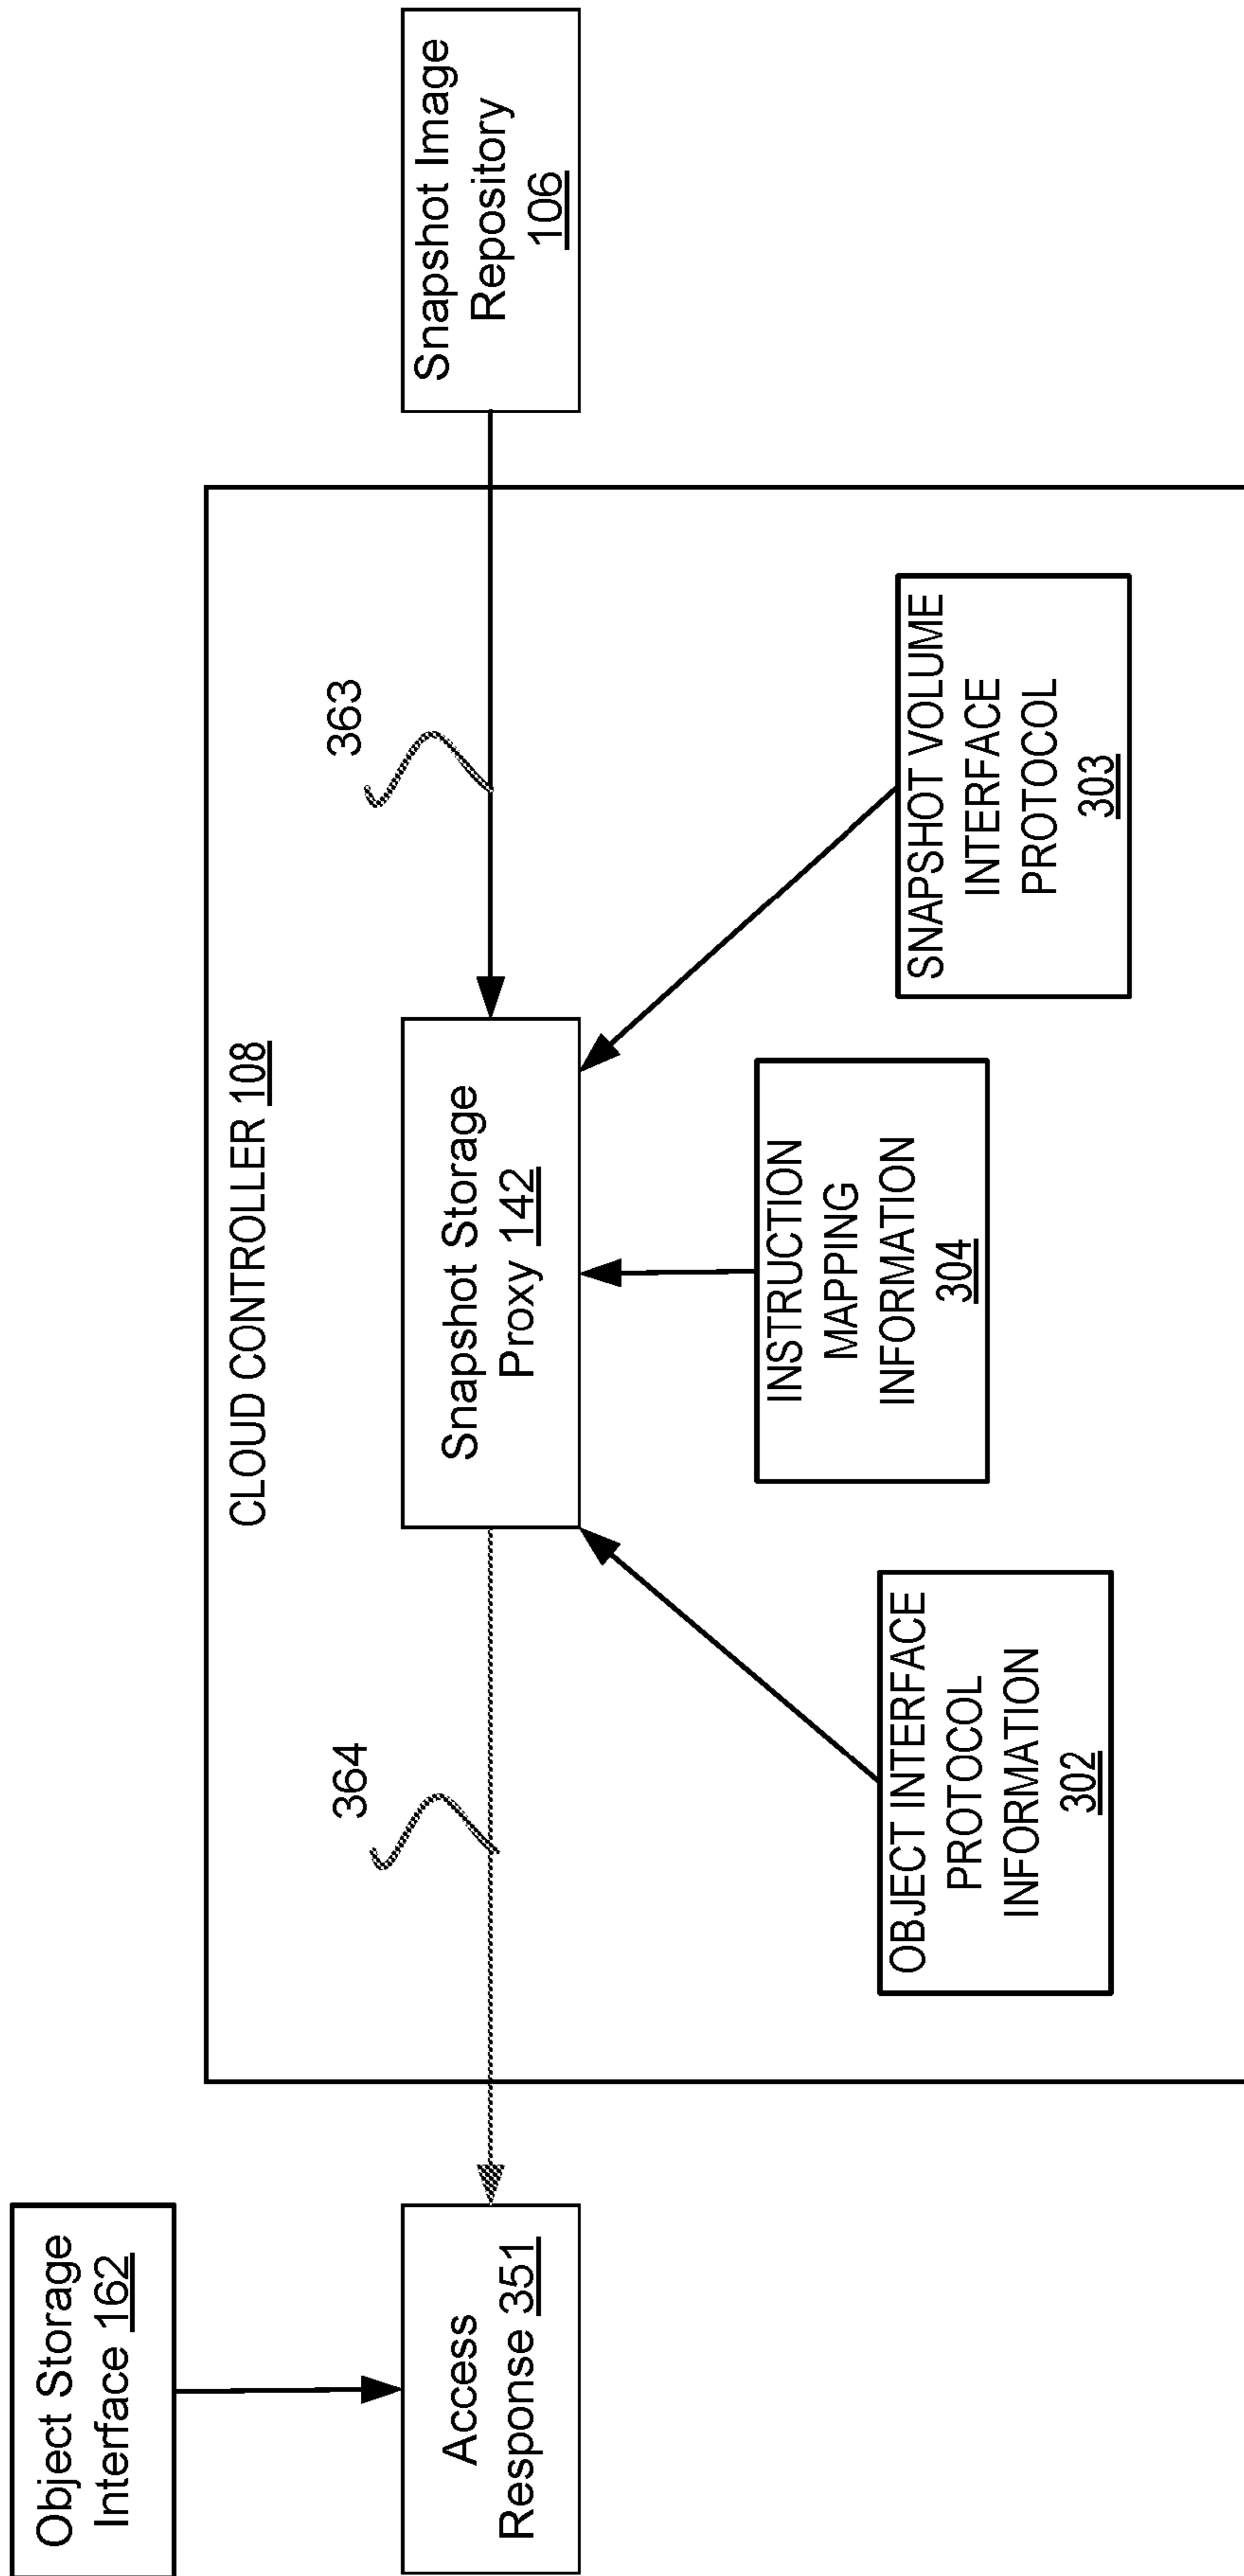 Object Storage
Interface 162
Access
Response 351
CLOUD CONTROLLER 108
364
Snapshot Storage
Proxy 142
363
OBJECT INTERFACE
PROTOCOL
INFORMATION
302
INSTRUCTION
MAPPING
INFORMATION
304
SNAPSHOT VOLUME
INTERFACE
PROTOCOL
303
Snapshot Image
Repository
106